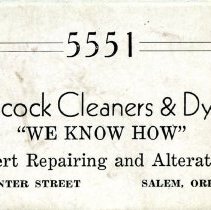 5551
cock Cleaners & Dy
"WE KNOW HOW"
ert Repairing and Alterat
NTER STREET SALEM, ORE